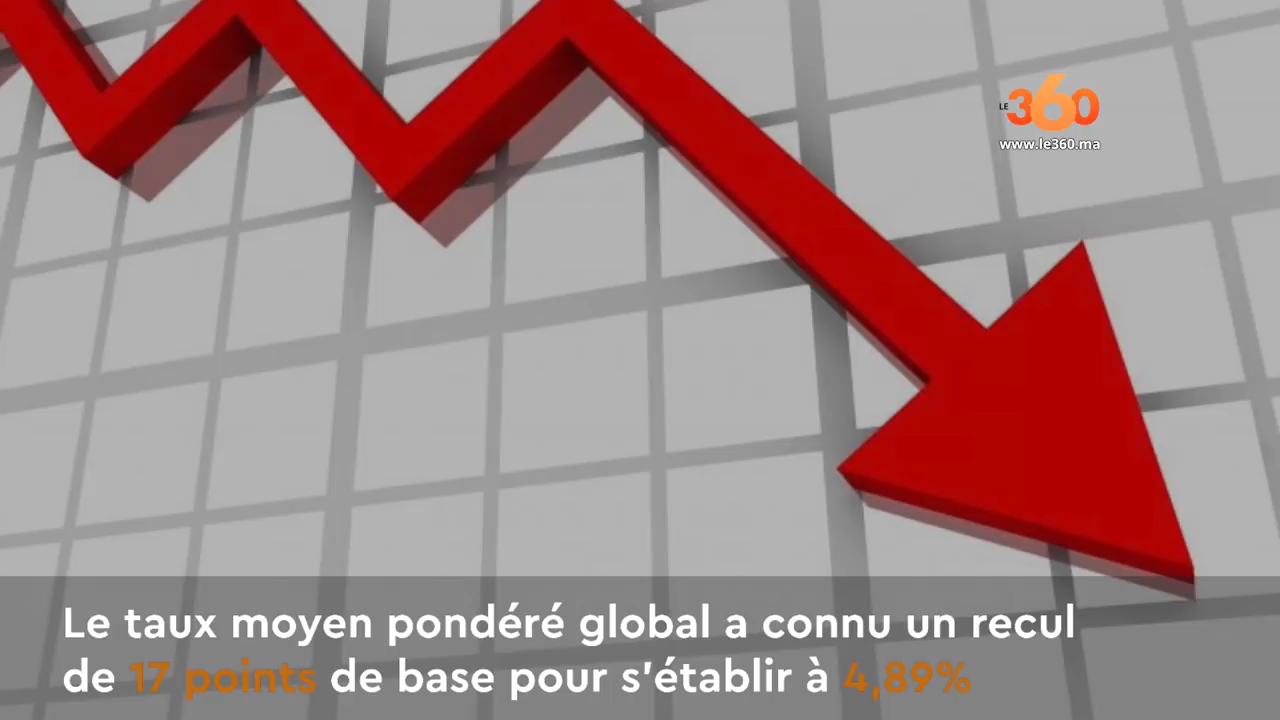 LE 360
www.le360.ma
Le taux moyen pondéré global a connu un recul
de 17 points de base pour s'établir à 4,89%